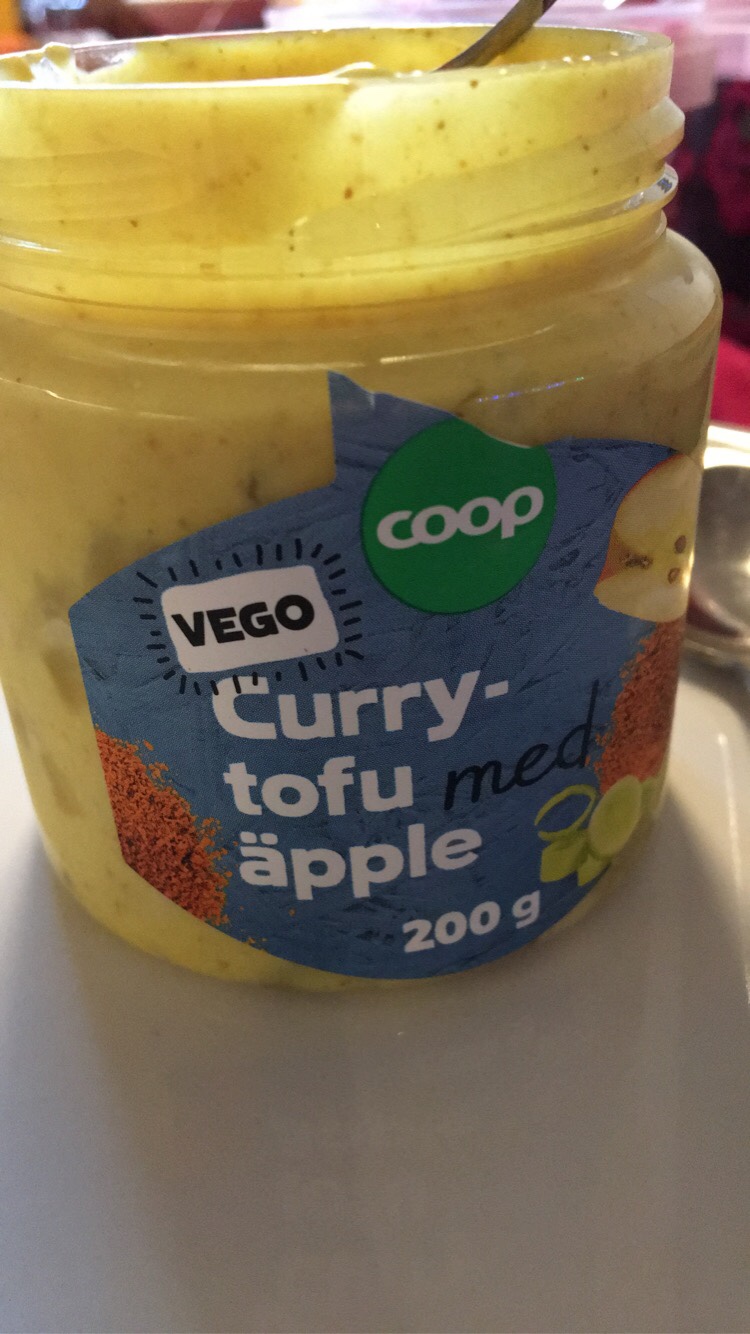 coop
VEGO
Curry-
tofu med
äpple
200 g